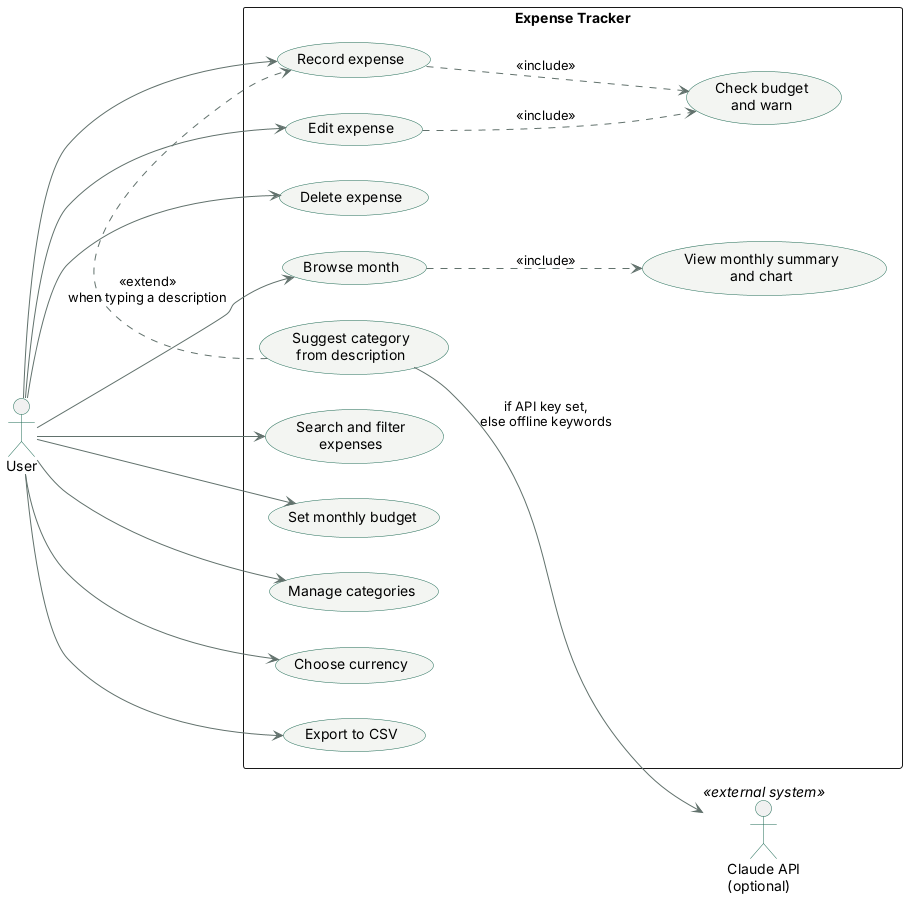 Expense Tracker
Record expense
«include»
Check budget
and warn
Edit expense
«include»
Delete expense
Browse month
«include»
View monthly summary
and chart
«extend»
when typing a description
Suggest category
from description
if API key set,
else offline keywords
Search and filter
expenses
User
Set monthly budget
Manage categories
Choose currency
Export to CSV
«external system»
Claude API
(optional)